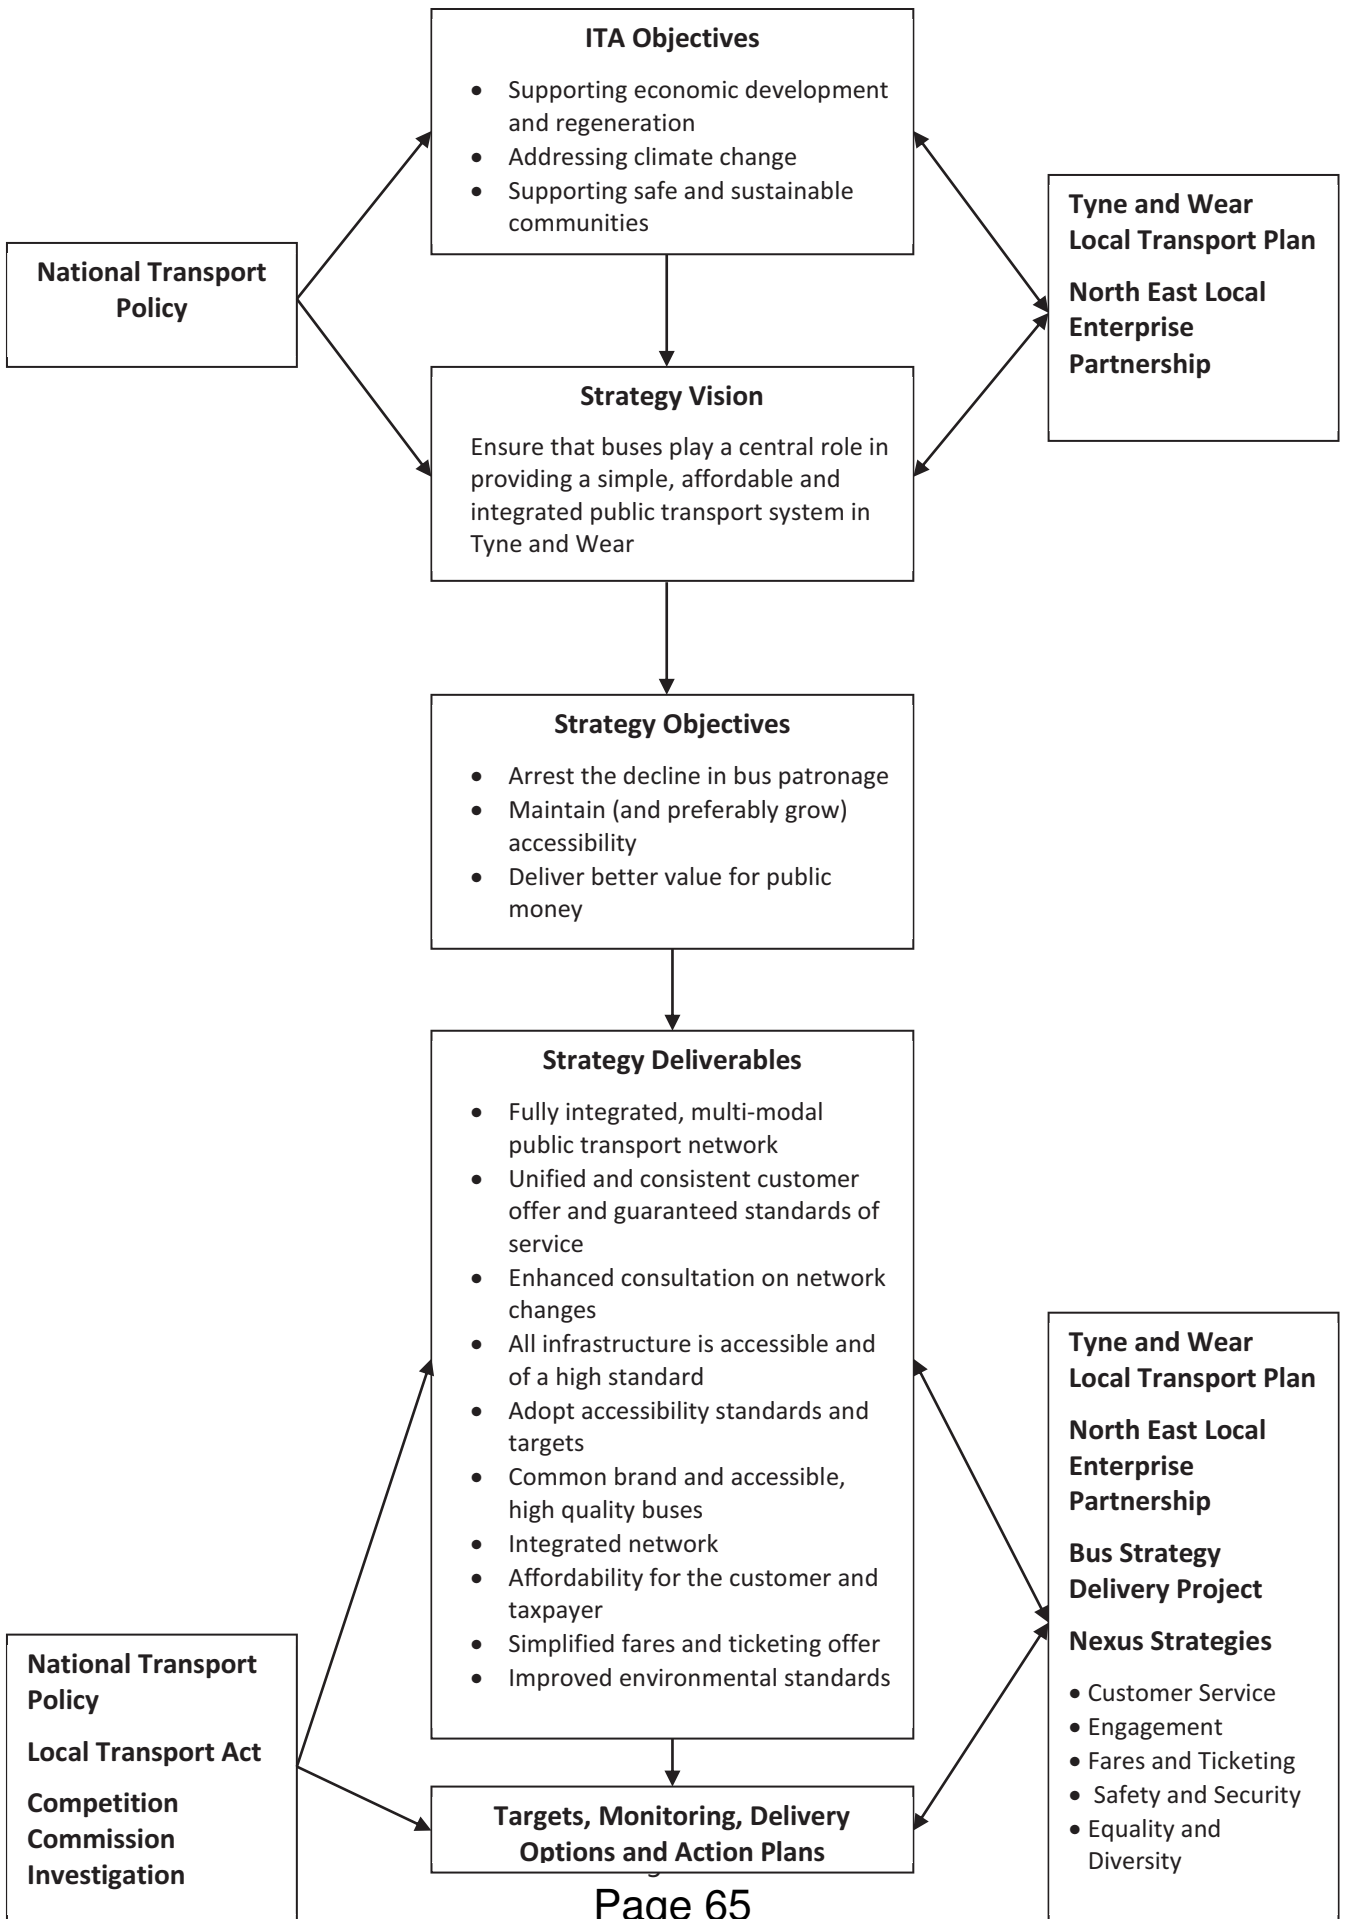 ITA Objectives
• Supporting economic development
and regeneration
• Addressing climate change
• Supporting safe and sustainable
communities
National Transport
Policy
Tyne and Wear
Local Transport Plan
North East Local
Enterprise
Partnership
Strategy Vision
Ensure that buses play a central role in
providing a simple, affordable and
integrated public transport system in
Tyne and Wear
Strategy Objectives
• Arrest the decline in bus patronage
• Maintain (and preferably grow)
accessibility
• Deliver better value for public
money
Strategy Deliverables
• Fully integrated, multi-modal
public transport network
• Unified and consistent customer
offer and guaranteed standards of
service
• Enhanced consultation on network
changes
• All infrastructure is accessible and
of a high standard
• Adopt accessibility standards and
targets
• Common brand and accessible,
high quality buses
• Integrated network
• Affordability for the customer and
taxpayer
• Simplified fares and ticketing offer
• Improved environmental standards
National Transport
Policy
Local Transport Act
Competition
Commission
Investigation
Tyne and Wear
Local Transport Plan
North East Local
Enterprise
Partnership
Bus Strategy
Delivery Project
Nexus Strategies
• Customer Service
• Engagement
• Fares and Ticketing
• Safety and Security
• Equality and
Diversity
Targets, Monitoring, Delivery
Options and Action Plans
Page 65